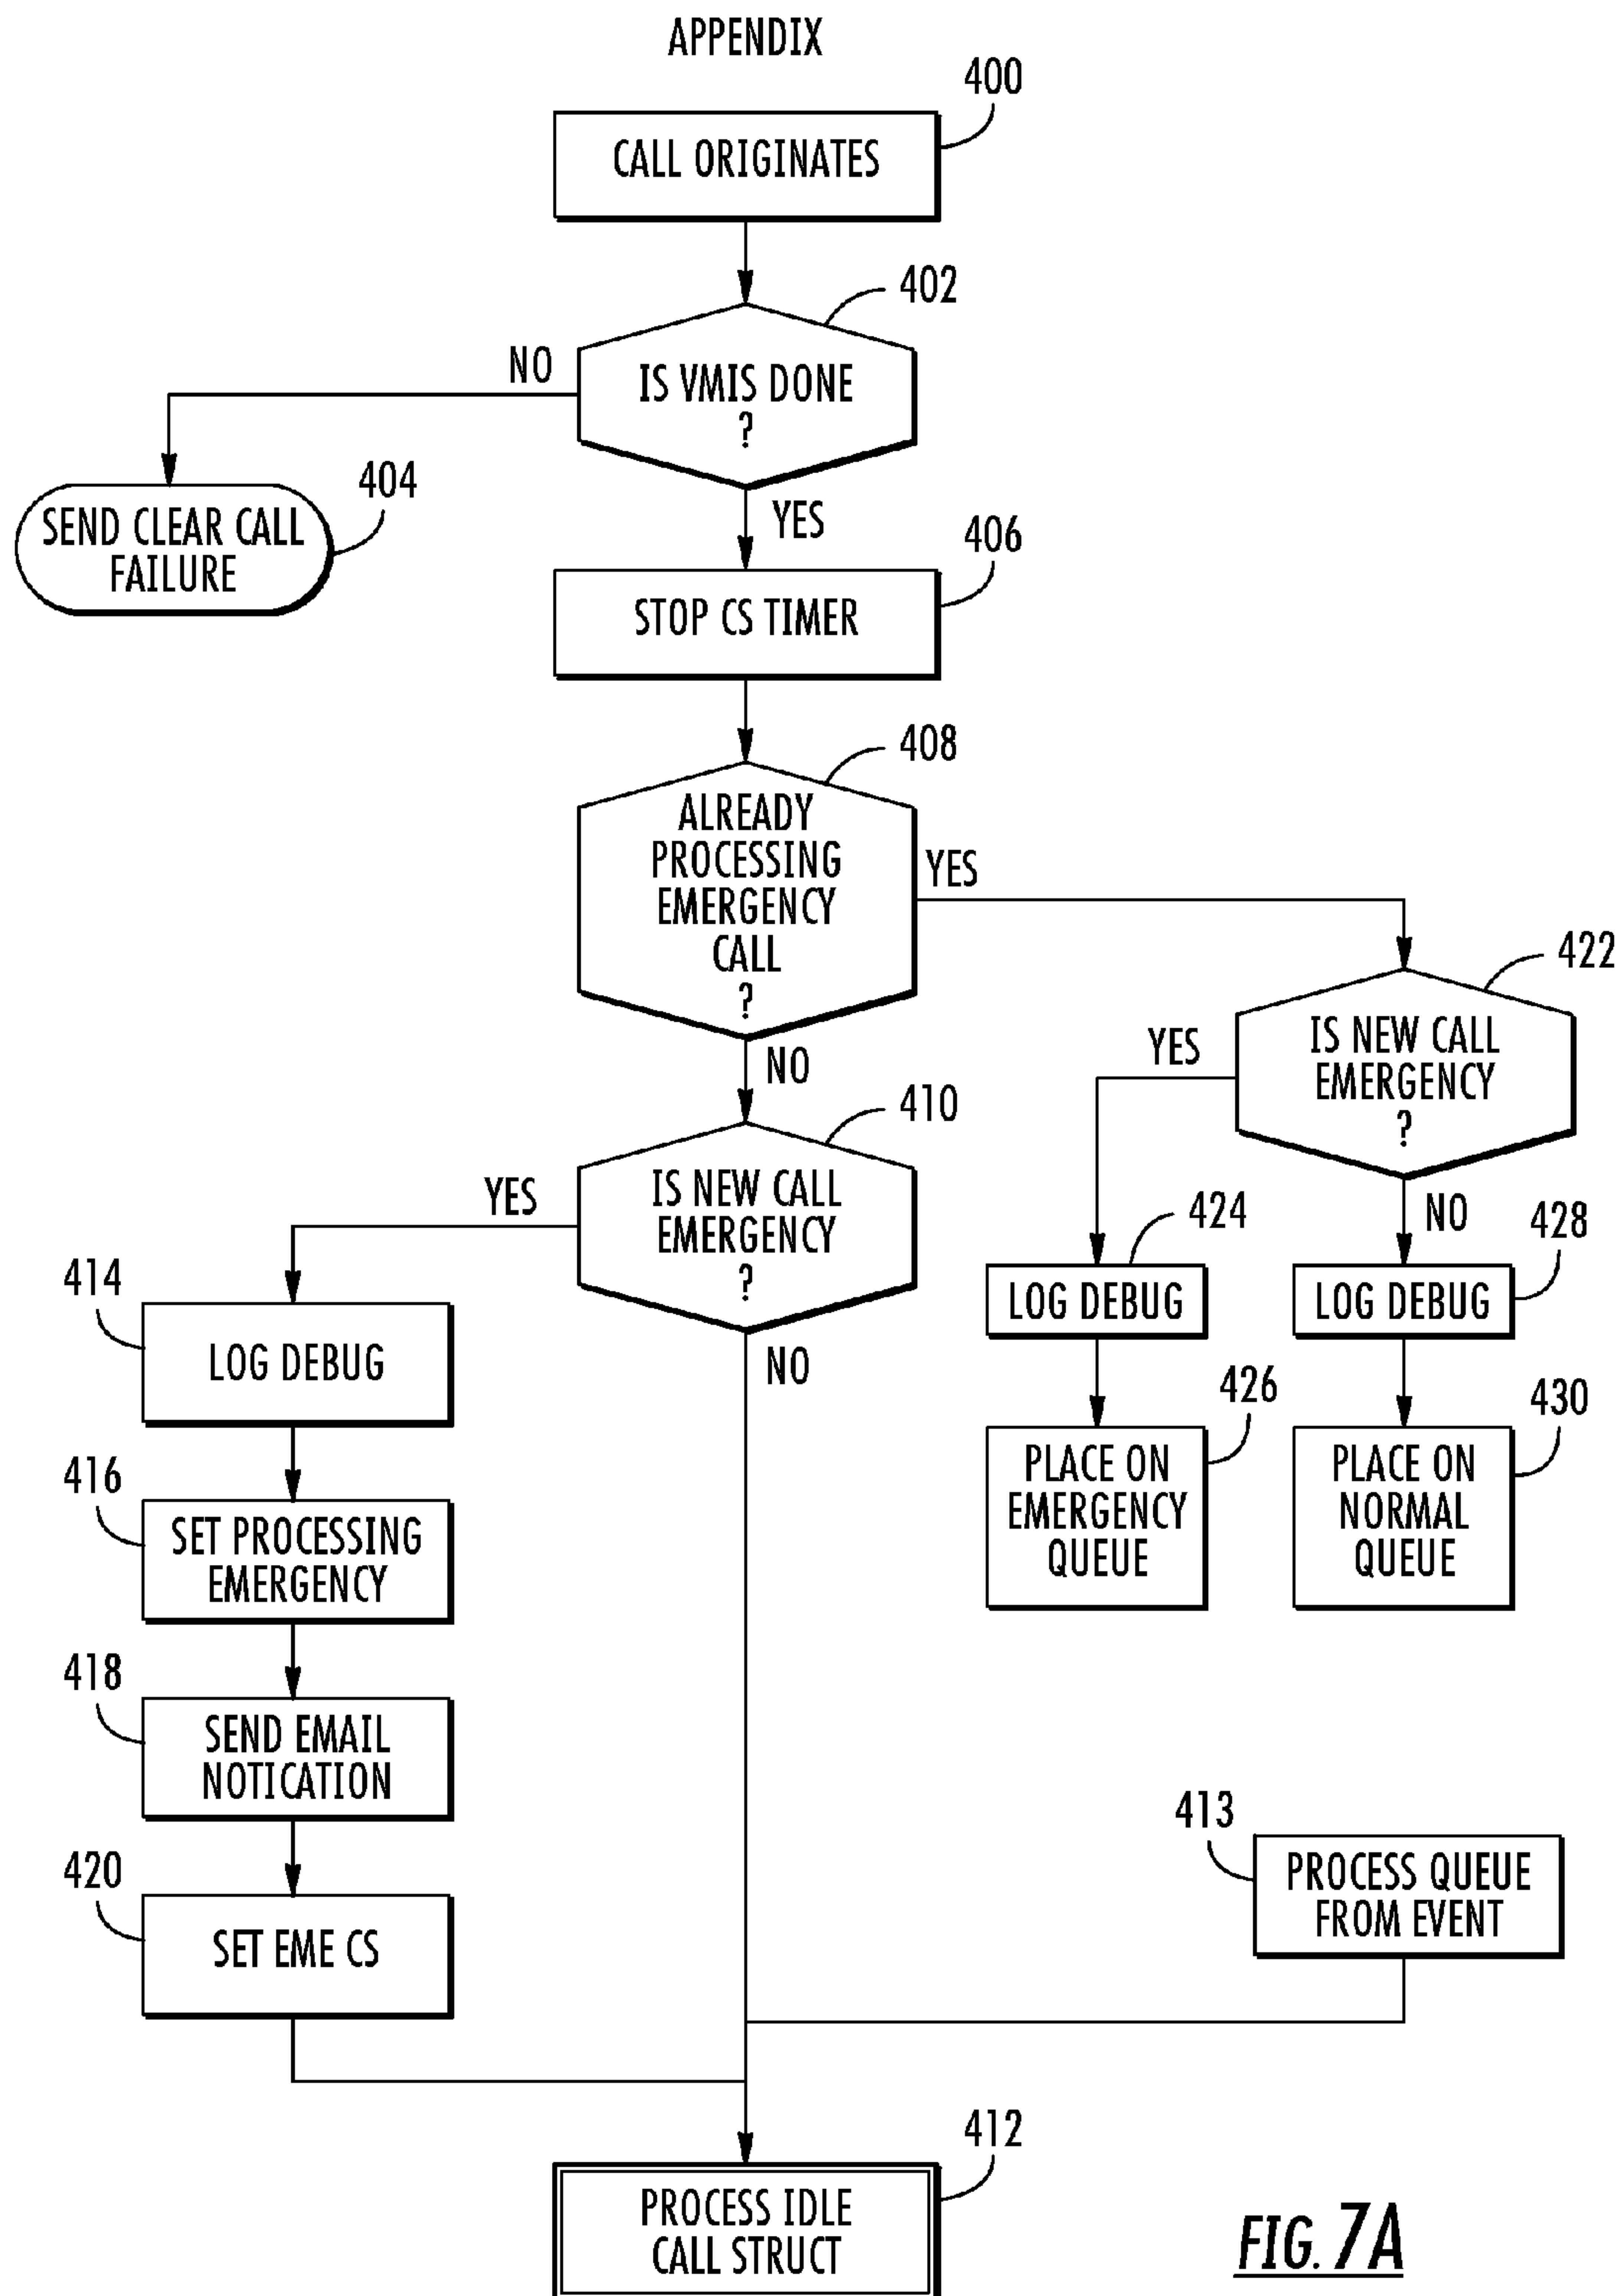 APPENDIX
400
CALL ORIGINATES
402
NO
IS VMIS DONE
?
404
SEND CLEAR CALL
FAILURE
YES
406
STOP CS TIMER
408
ALREADY
PROCESSING
EMERGENCY
CALL
?
YES
422
IS NEW CALL
EMERGENCY
?
YES
NO
NO
410
IS NEW CALL
EMERGENCY
?
YES
NO
424
LOG DEBUG
428
LOG DEBUG
426
PLACE ON
EMERGENCY
QUEUE
430
PLACE ON
NORMAL
QUEUE
414
LOG DEBUG
416
SET PROCESSING
EMERGENCY
418
SEND EMAIL
NOTICATION
420
SET EME CS
413
PROCESS QUEUE
FROM EVENT
412
PROCESS IDLE
CALL STRUCT
FIG. 7A